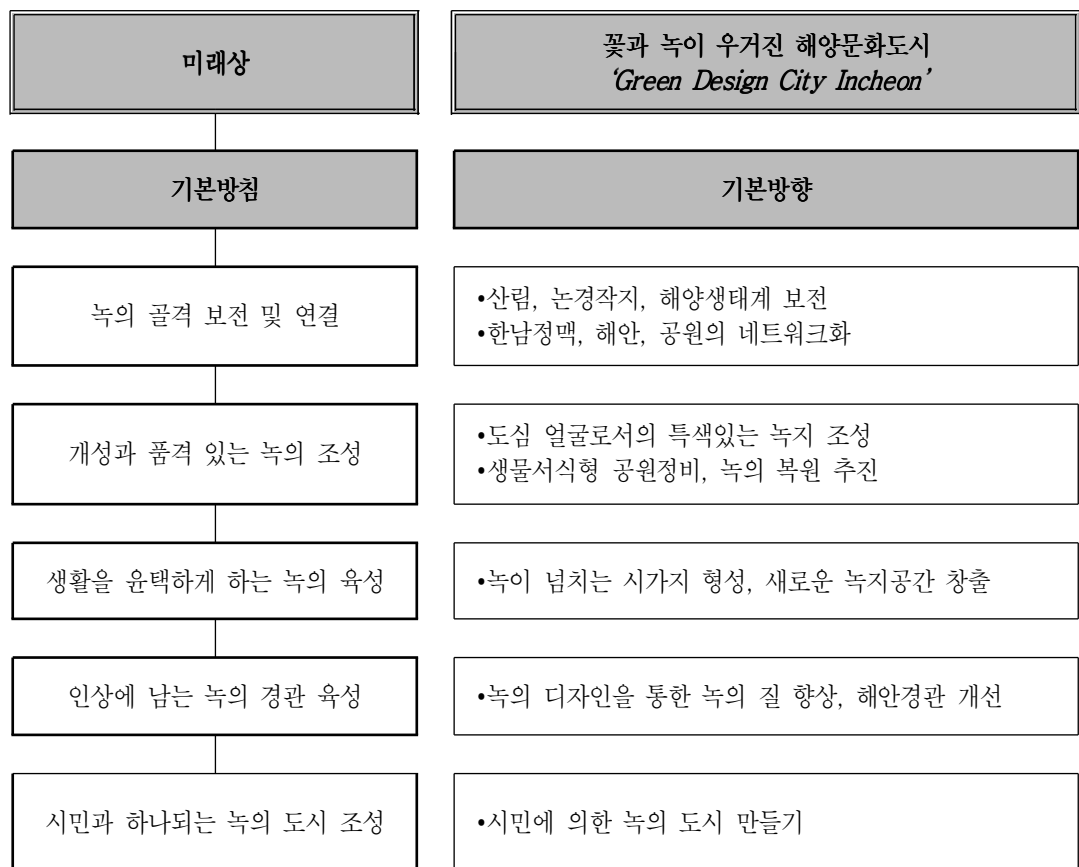 미래상
꽃과 녹이 우거진 해양문화도시
‘Green Design City Incheon’
기본방침
기본방향
녹의 골격 보전 및 연결
•산림, 논경작지, 해양생태계 보전
•한남정맥, 해안, 공원의 네트워크화
개성과 품격 있는 녹의 조성
•도심 얼굴로서의 특색있는 녹지 조성
•생물서식형 공원정비, 녹의 복원 추진
생활을 윤택하게 하는 녹의 육성
•녹이 넘치는 시가지 형성, 새로운 녹지공간 창출
인상에 남는 녹의 경관 육성
•녹의 디자인을 통한 녹의 질 향상, 해안경관 개선
시민과 하나되는 녹의 도시 조성
•시민에 의한 녹의 도시 만들기